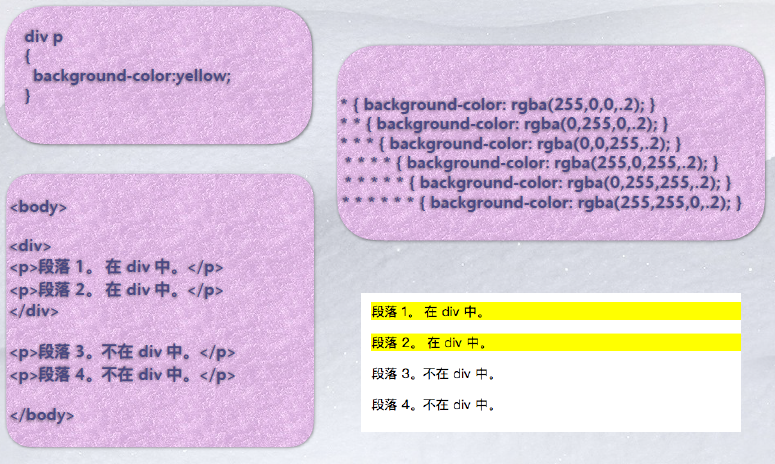 div p
{
background-color:yellow;
}
* { background-color: rgba(255,0,0,.2); }
* * { background-color: rgba(0,255,0,.2); }
* * * { background-color: rgba(0,0,255,.2); }
* * * * { background-color: rgba(255,0,255,.2); }
* * * * * { background-color: rgba(0,255,255,.2); }
* * * * * * { background-color: rgba(255,255,0,.2); }
<body>
<div>
<p>段落 1。 在 div 中。</p>
<p>段落 2。 在 div 中。</p>
</div>
<p>段落 3。不在 div 中。</p>
<p>段落 4。不在 div 中。</p>
</body>
段落 1。 在 div 中。
段落 2。 在 div 中。
段落 3。不在 div 中。
段落 4。不在 div 中。